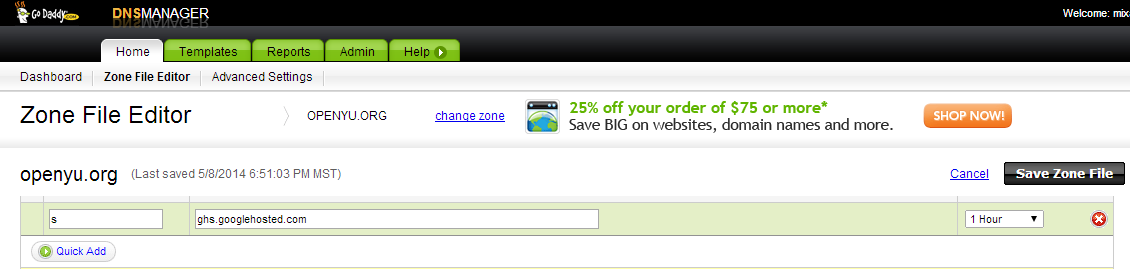 GO DADDY.COM DNSMANAGER Welcome: mix
Home Templates Reports Admin Help
Dashboard Zone File Editor Advanced Settings
Zone File Editor OPENYU.ORG change zone 25% off your order of $75 or more* SHOP NOW!
Save BIG on websites, domain names and more.
openyu.org (Last saved 5/8/2014 6:51:03 PM MST) Cancel Save Zone File
s ghs.googlehosted.com 1 Hour
Quick Add